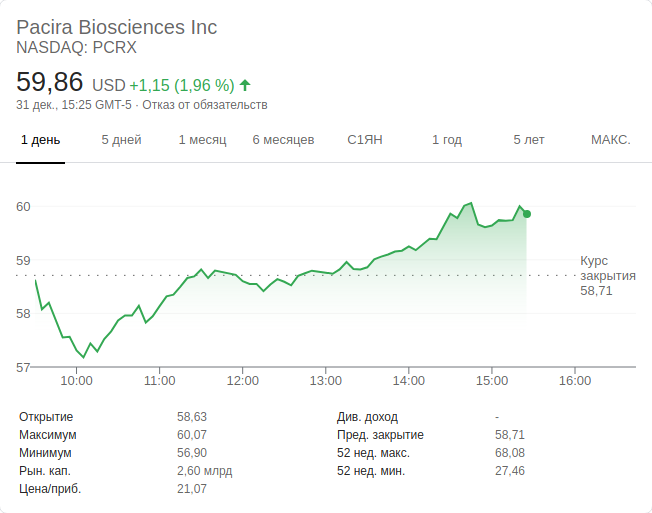 Pacira Biosciences Inc
NASDAQ: PCRX
59,86 USD +1,15 (1,96 %)
31 дек., 15:25 GMT-5 · Отказ от обязательств
1 день 5 дней 1 месяц 6 месяцев С1ЯН 1 год 5 лет МАКС.
60
59
58
57
Курс
закрытия
58,71
10:00 11:00 12:00 13:00 14:00 15:00 16:00
Открытие 58,63 Див. доход -
Максимум 60,07 Пред. закрытие 58,71
Минимум 56,90 52 нед. макс. 68,08
Рын. кап. 2,60 млрд 52 нед. мин. 27,46
Цена/приб. 21,07